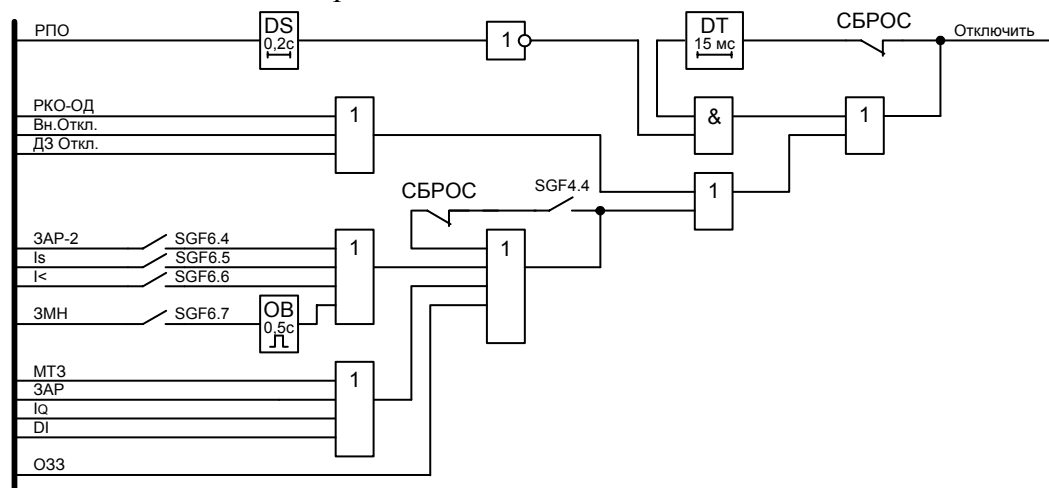 РПО
DS
0,2с
1
DT
15 мс
СБРОС
Отключить
РКО-ОД
Вн.Откл.
ДЗ Откл.
1
&
1
СБРОС
SGF4.4
1
ЗАР-2
SGF6.4
Is
SGF6.5
I<
SGF6.6
1
1
ЗМН
SGF6.7
ОВ
0,5с
МТЗ
ЗАР
IQ
DI
1
ОЗЗ